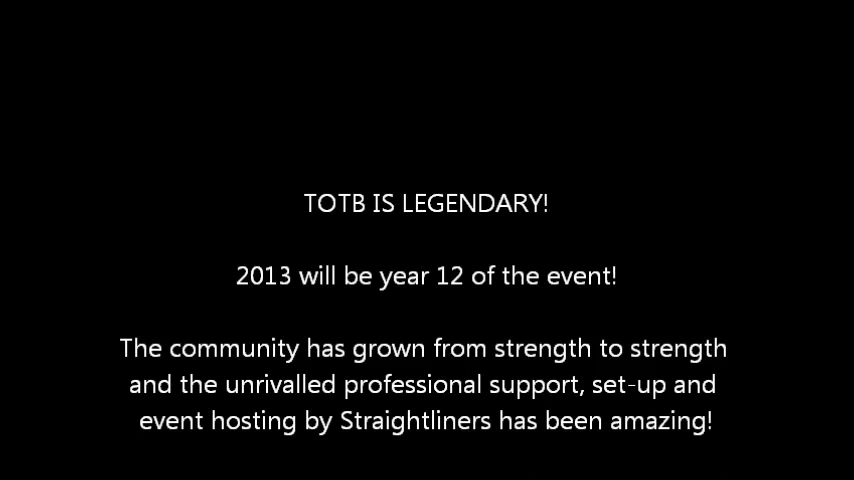 TOTB IS LEGENDARY!
2013 will be year 12 of the event!
The community has grown from strength to strength
and the unrivalled professional support, set-up and
event hosting by Straightliners has been amazing!